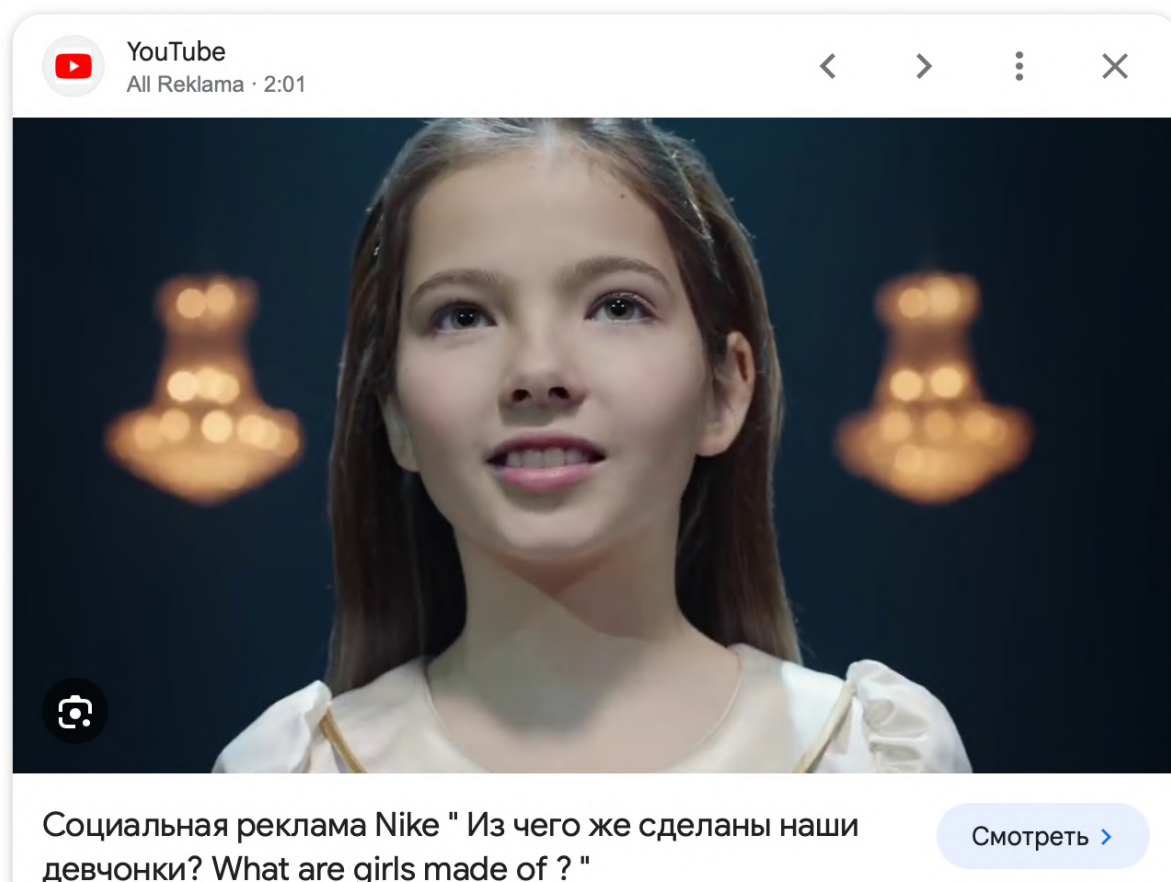 YouTube
All Reklama · 2:01
Социальная реклама Nike " Из чего же сделаны наши
девчонки? What are girls made of ? "
Смотреть